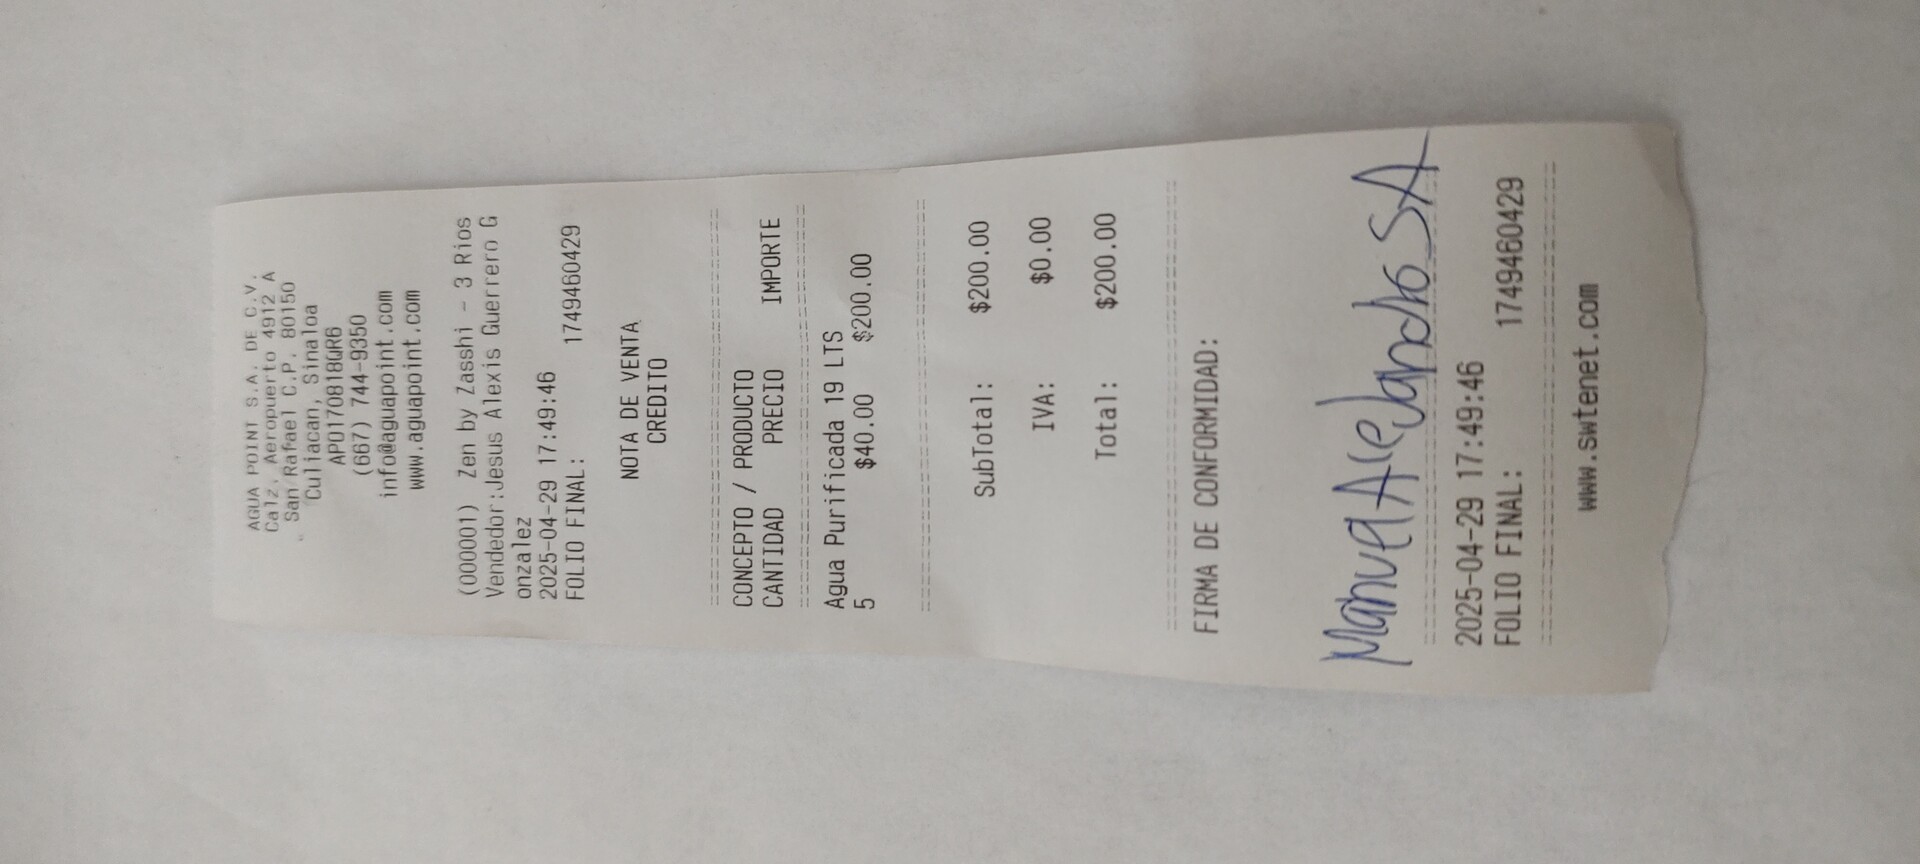 AGUA POINT S.A. DE C.V.
Calz. Aeropuerto 4912 A
San Rafael C.P. 80150
Culiacan, Sinaloa
APO170818QR6
(667) 744-9350
info@aguapoint.com
www.aguapoint.com
(000001) Zen by Zasshi - 3 Rios
Vendedor:Jesus Alexis Guerrero G
onzalez
2025-04-29 17:49:46
FOLIO FINAL: 1749460429
NOTA DE VENTA
CREDITO
================================
CONCEPTO / PRODUCTO
CANTIDAD PRECIO IMPORTE
================================
Agua Purificada 19 LTS
5 $40.00 $200.00
================================
SubTotal: $200.00
IVA: $0.00
Total: $200.00
================================
FIRMA DE CONFORMIDAD:
Manuel Alejandro SA
================================
2025-04-29 17:49:46
FOLIO FINAL: 1749460429
================================
www.swtenet.com